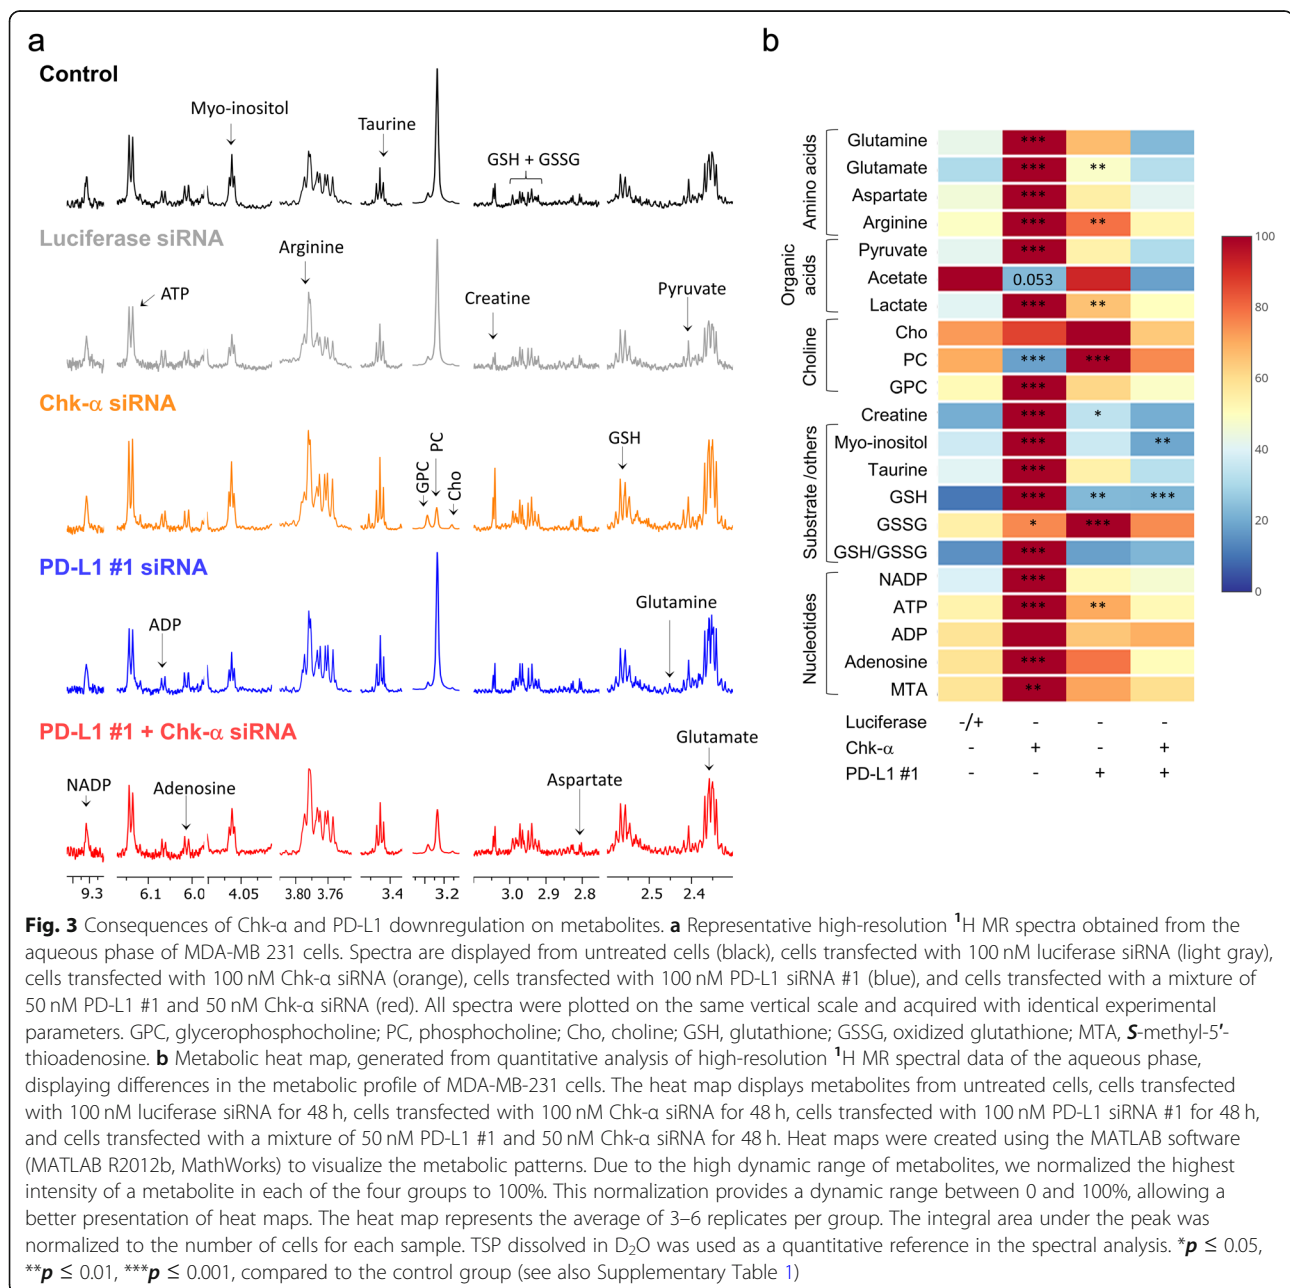 a
Control
Myo-inositol
Taurine
GSH + GSSG
Luciferase siRNA
Arginine
ATP
Creatine
Pyruvate
Chk-α siRNA
GPC
PC
Cho
GSH
PD-L1 #1 siRNA
ADP
Glutamine
PD-L1 #1 + Chk-α siRNA
NADP
Adenosine
Aspartate
Glutamate
9.3 6.1 6.0 4.05 3.80 3.76 3.4 3.2 3.0 2.9 2.8 2.5 2.4
b
Amino acids
Glutamine ***
Glutamate *** **
Aspartate ***
Arginine *** **
Organic acids
Pyruvate ***
Acetate 0.053
Lactate *** **
Choline
Cho
PC *** ***
GPC ***
Substrate /others
Creatine *** *
Myo-inositol *** **
Taurine ***
GSH *** ** ***
GSSG * ***
GSH/GSSG ***
Nucleotides
NADP ***
ATP *** **
ADP
Adenosine ***
MTA **
Luciferase -/+ - - -
Chk-α - + - +
PD-L1 #1 - - + +
100
80
60
40
20
0
Fig. 3 Consequences of Chk-α and PD-L1 downregulation on metabolites. a Representative high-resolution ¹H MR spectra obtained from the
aqueous phase of MDA-MB 231 cells. Spectra are displayed from untreated cells (black), cells transfected with 100 nM luciferase siRNA (light gray),
cells transfected with 100 nM Chk-α siRNA (orange), cells transfected with 100 nM PD-L1 siRNA #1 (blue), and cells transfected with a mixture of
50 nM PD-L1 #1 and 50 nM Chk-α siRNA (red). All spectra were plotted on the same vertical scale and acquired with identical experimental
parameters. GPC, glycerophosphocholine; PC, phosphocholine; Cho, choline; GSH, glutathione; GSSG, oxidized glutathione; MTA, S-methyl-5′-
thioadenosine. b Metabolic heat map, generated from quantitative analysis of high-resolution ¹H MR spectral data of the aqueous phase,
displaying differences in the metabolic profile of MDA-MB-231 cells. The heat map displays metabolites from untreated cells, cells transfected
with 100 nM luciferase siRNA for 48 h, cells transfected with 100 nM Chk-α siRNA for 48 h, cells transfected with 100 nM PD-L1 siRNA #1 for 48 h,
and cells transfected with a mixture of 50 nM PD-L1 #1 and 50 nM Chk-α siRNA for 48 h. Heat maps were created using the MATLAB software
(MATLAB R2012b, MathWorks) to visualize the metabolic patterns. Due to the high dynamic range of metabolites, we normalized the highest
intensity of a metabolite in each of the four groups to 100%. This normalization provides a dynamic range between 0 and 100%, allowing a
better presentation of heat maps. The heat map represents the average of 3–6 replicates per group. The integral area under the peak was
normalized to the number of cells for each sample. TSP dissolved in D₂O was used as a quantitative reference in the spectral analysis. *p ≤ 0.05,
**p ≤ 0.01, ***p ≤ 0.001, compared to the control group (see also Supplementary Table 1)